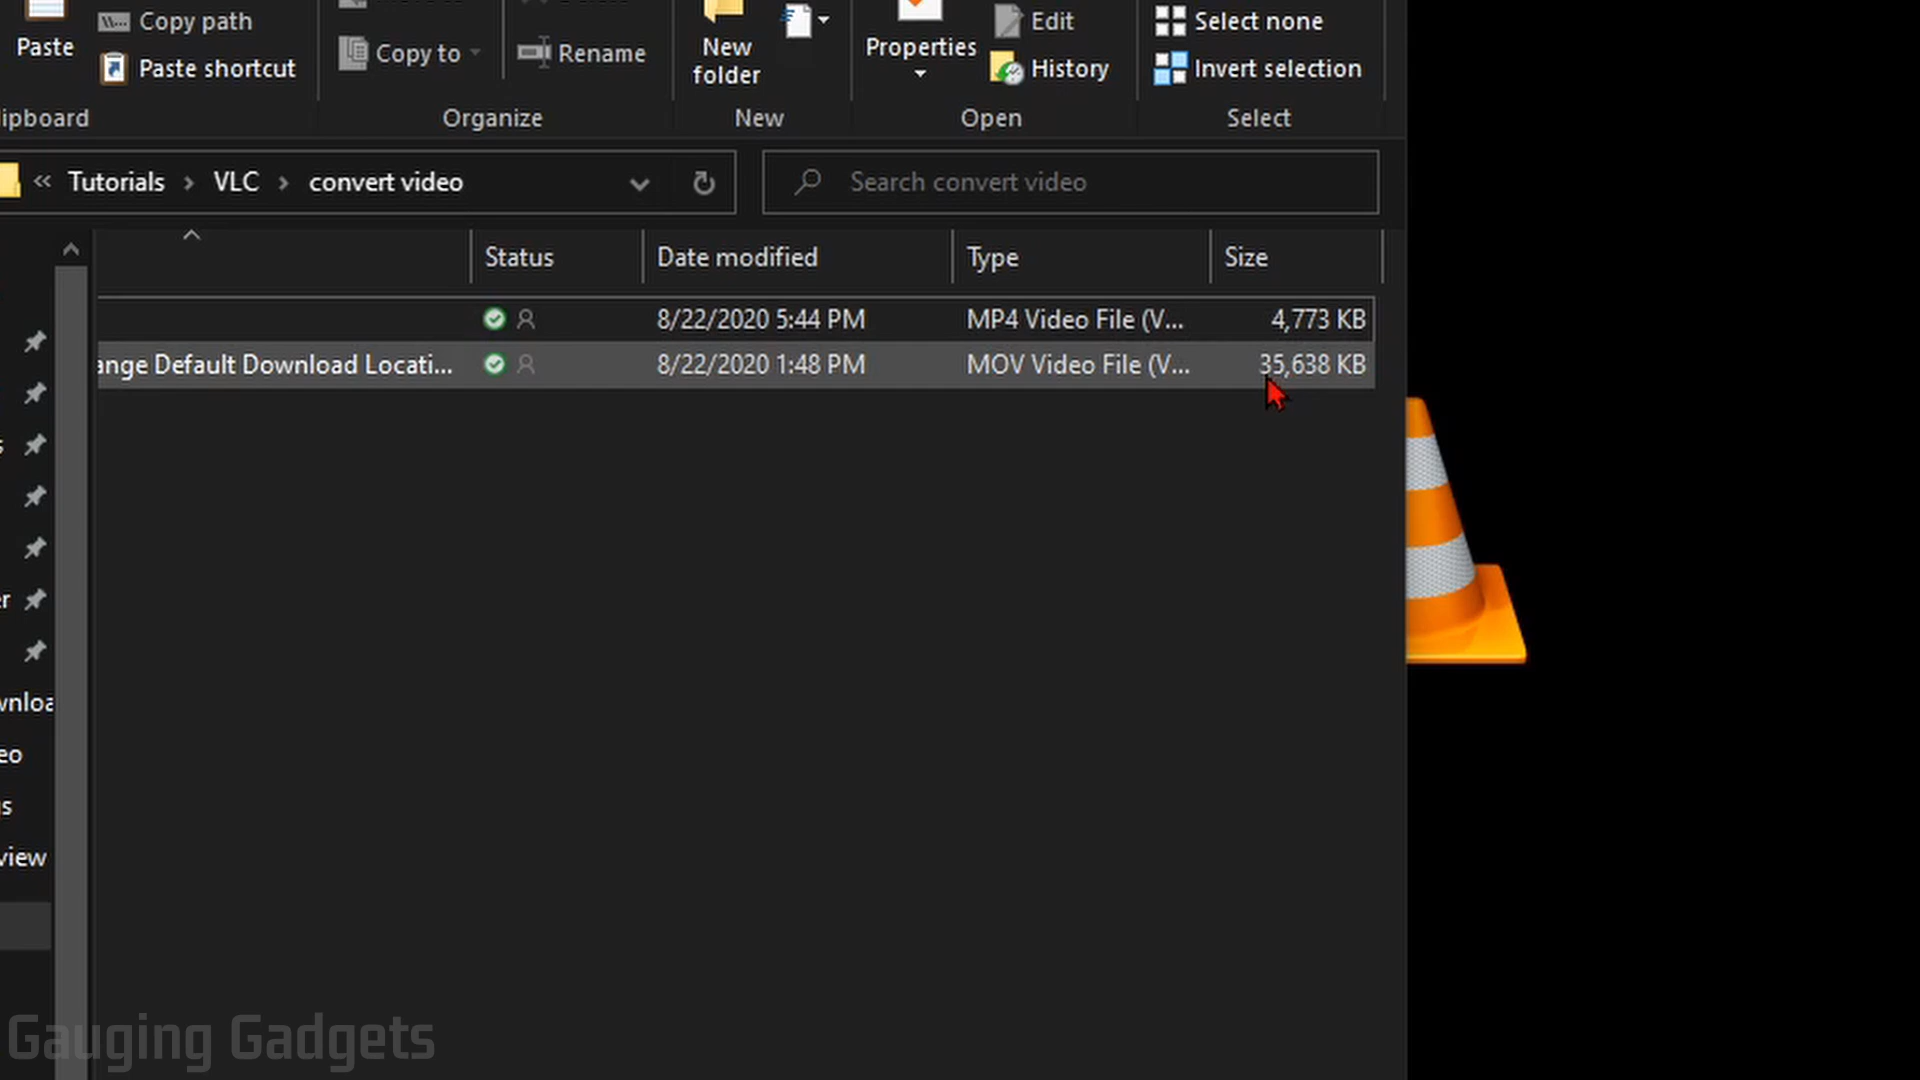 Copy path
Edit
Select none
Paste
Copy to
Rename
New
folder
Properties
Paste shortcut
History
Invert selection
ipboard
Organize
New
Open
Select
« Tutorials › VLC › convert video
Search convert video
Status
Date modified
Type
Size
8/22/2020 5:44 PM
MP4 Video File (V...
4,773 KB
ange Default Download Locati...
8/22/2020 1:48 PM
MOV Video File (V...
35,638 KB
s
er
wnloa
eo
gs
view
Gauging Gadgets